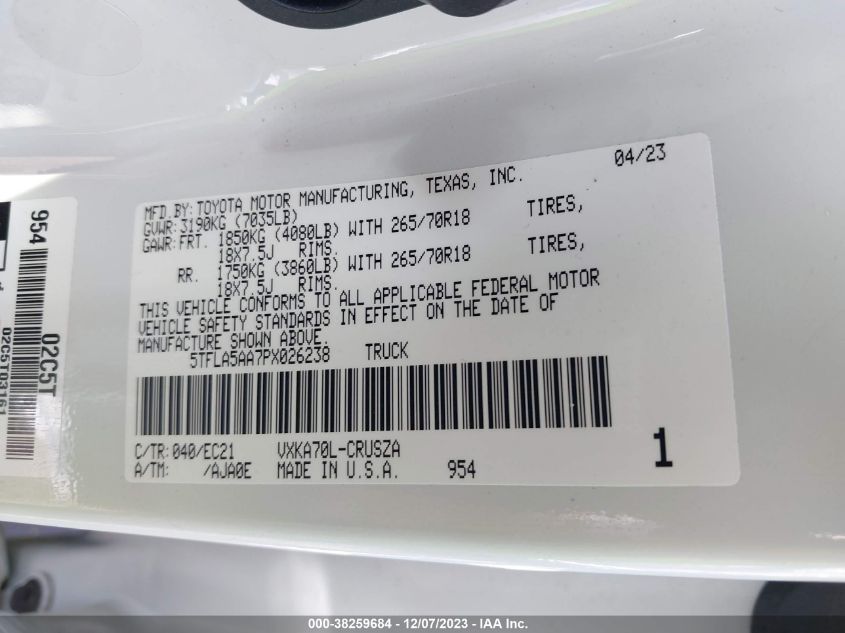 04/23
MFD.BY:TOYOTA MOTOR MANUFACTURING, TEXAS, INC.
GVWR:3190KG (7035LB)
GAWR:FRT. 1850KG (4080LB) WITH 265/70R18 TIRES,
18X7.5J RIMS.
RR. 1750KG (3860LB) WITH 265/70R18 TIRES,
18X7.5J RIMS.
THIS VEHICLE CONFORMS TO ALL APPLICABLE FEDERAL MOTOR
VEHICLE SAFETY STANDARDS IN EFFECT ON THE DATE OF
MANUFACTURE SHOWN ABOVE.
5TFLA5AA7PX026238 TRUCK
C/TR:040/EC21 VXKA70L-CRUSZA
A/TM: /AJA0E MADE IN U.S.A. 954
1
954
02C5T
02C5T03161
000-38259684 - 12/07/2023 - IAA Inc.